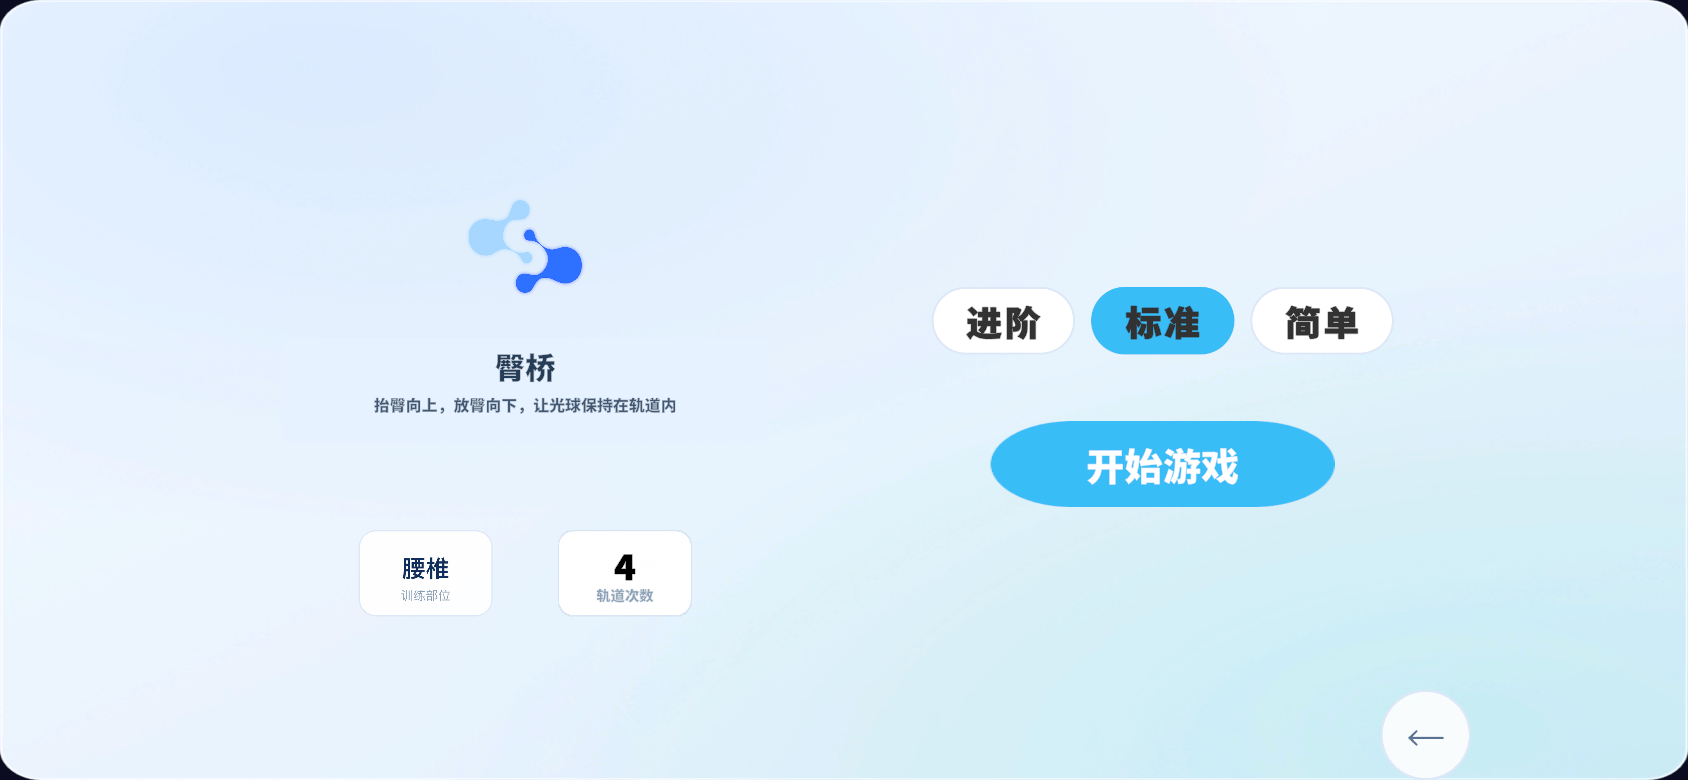 臀桥
抬臀向上，放臀向下，让光球保持在轨道内
腰椎
训练部位
4
轨道次数
进阶
标准
简单
开始游戏